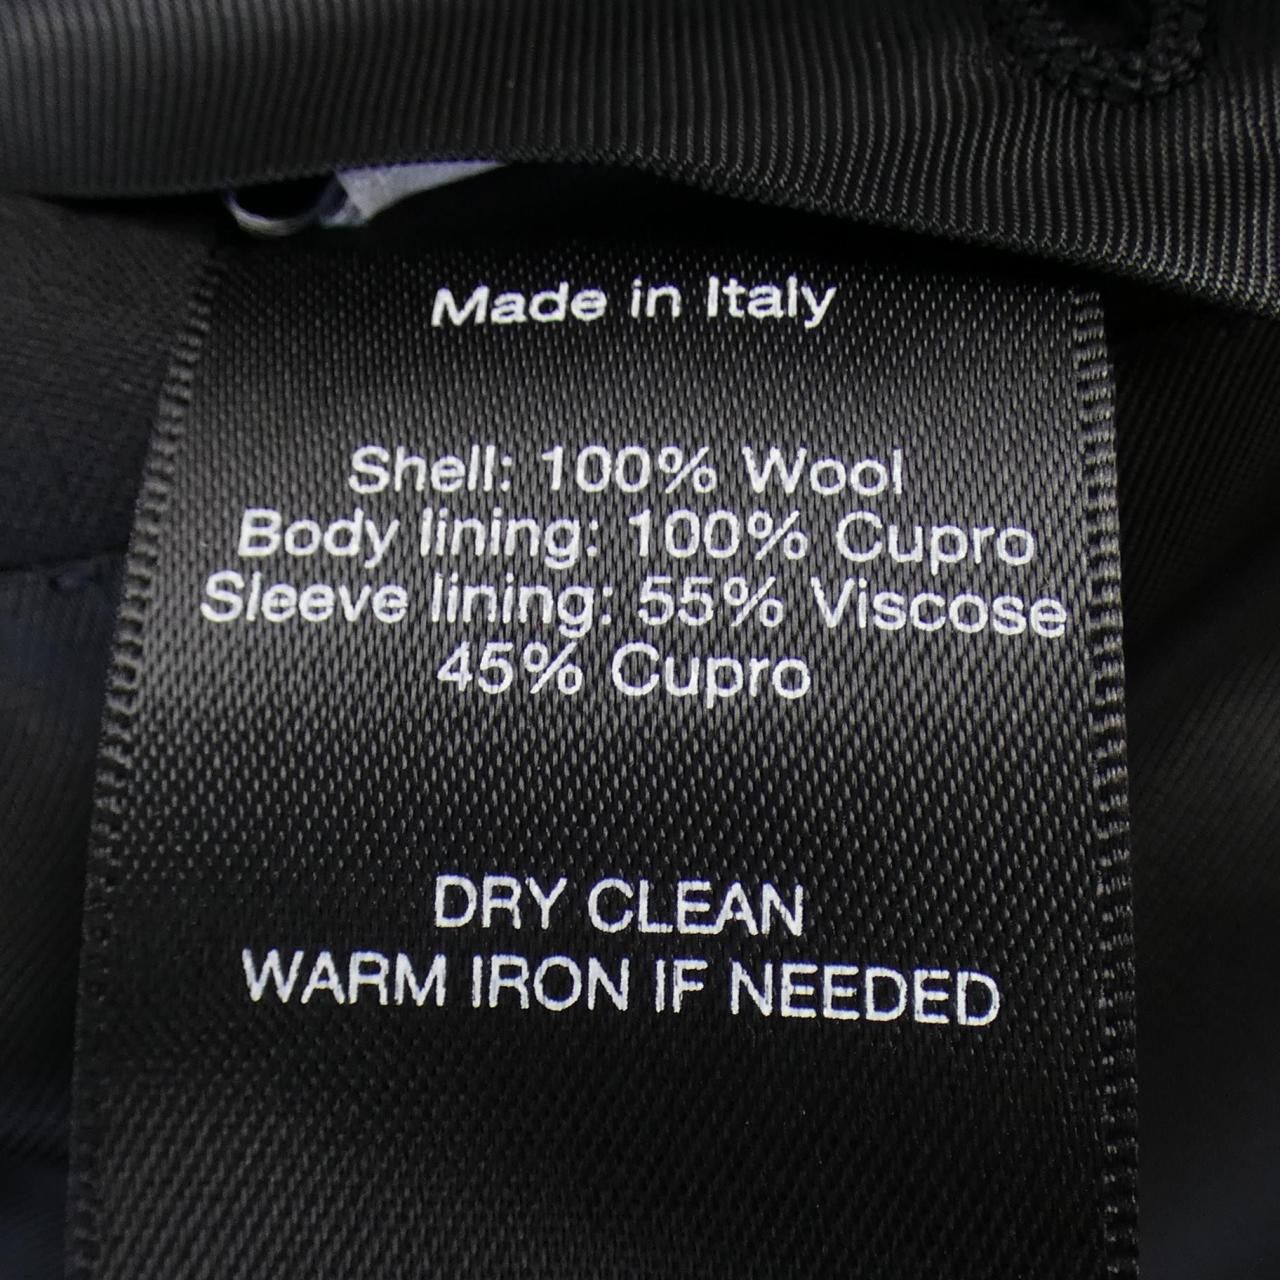 Made in Italy
Shell: 100% Wool
Body lining: 100% Cupro
Sleeve lining: 55% Viscose
45% Cupro
DRY CLEAN
WARM IRON IF NEEDED